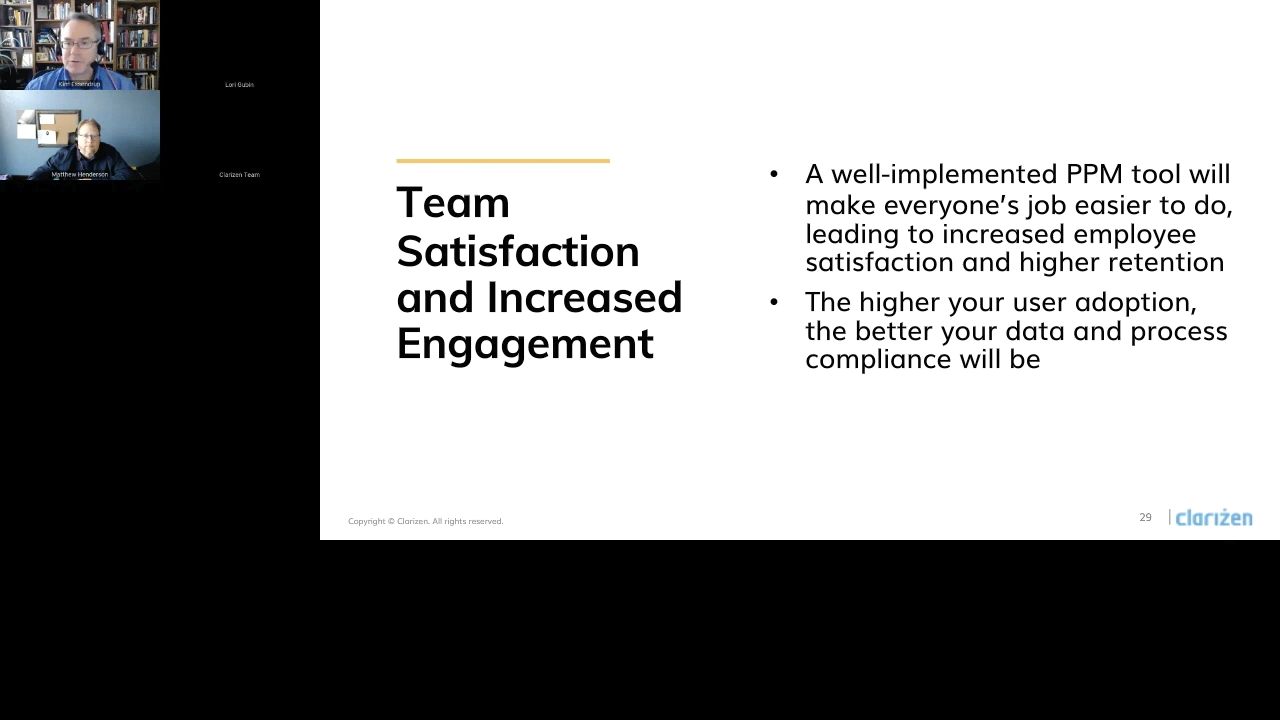 Kim Essendrup
Lori Gubin
Matthew Henderson
Clarizen Team
Team
Satisfaction
and Increased
Engagement
• A well-implemented PPM tool will
make everyone's job easier to do,
leading to increased employee
satisfaction and higher retention
• The higher your user adoption,
the better your data and process
compliance will be
Copyright © Clarizen. All rights reserved.
29
clarizen